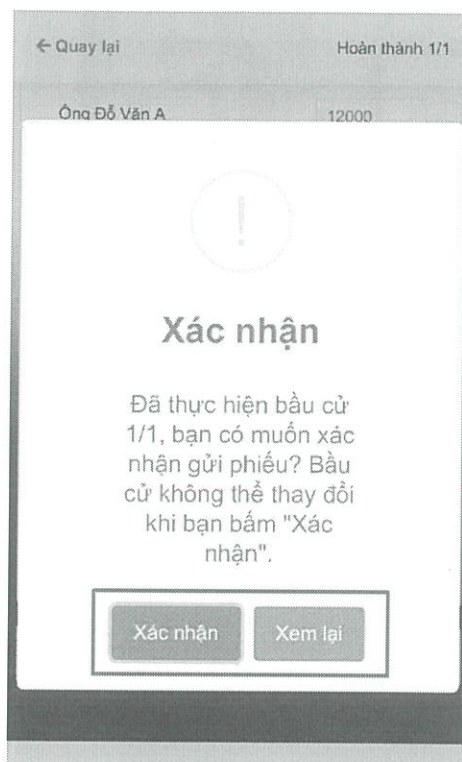 ← Quay lại Hoàn thành 1/1
Ông Đỗ Văn A 12000
!
Xác nhận
Đã thực hiện bầu cử
1/1, bạn có muốn xác
nhận gửi phiếu? Bầu
cử không thể thay đổi
khi bạn bấm "Xác
nhận".
Xác nhận Xem lại